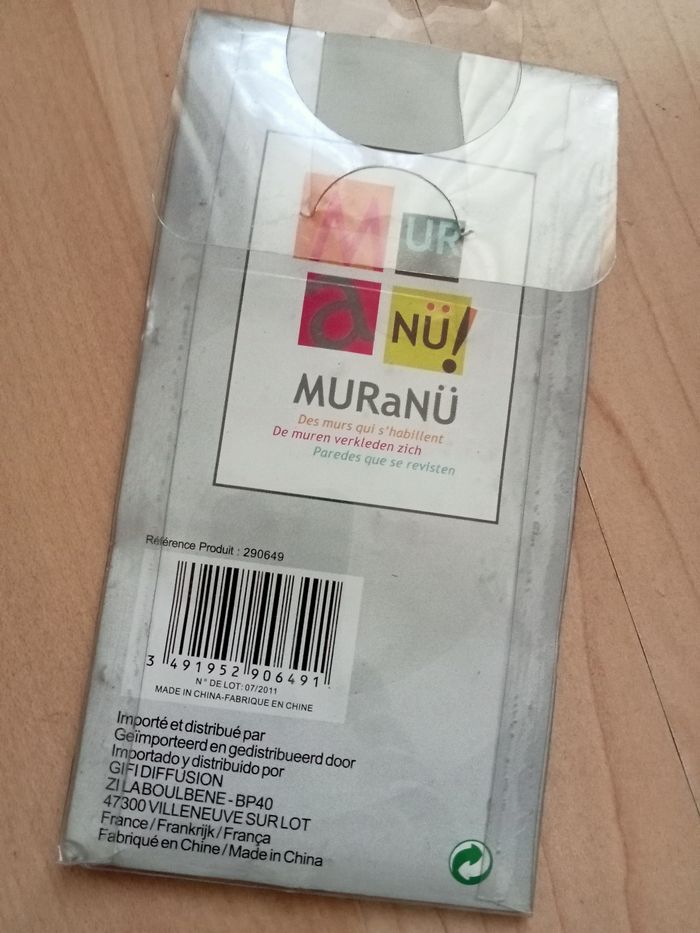 M UR
a NÜ!
MURaNÜ
Des murs qui s'habillent
De muren verkleden zich
Paredes que se revisten
Référence Produit : 290649
3 491952 906491
N° DE LOT: 07/2011
MADE IN CHINA-FABRIQUE EN CHINE
Importé et distribué par
Geïmporteerd en gedistribueerd door
Importado y distribuido por
GIFI DIFFUSION
ZI LABOULBENE - BP40
47300 VILLENEUVE SUR LOT
France / Frankrijk / França
Fabriqué en Chine / Made in China